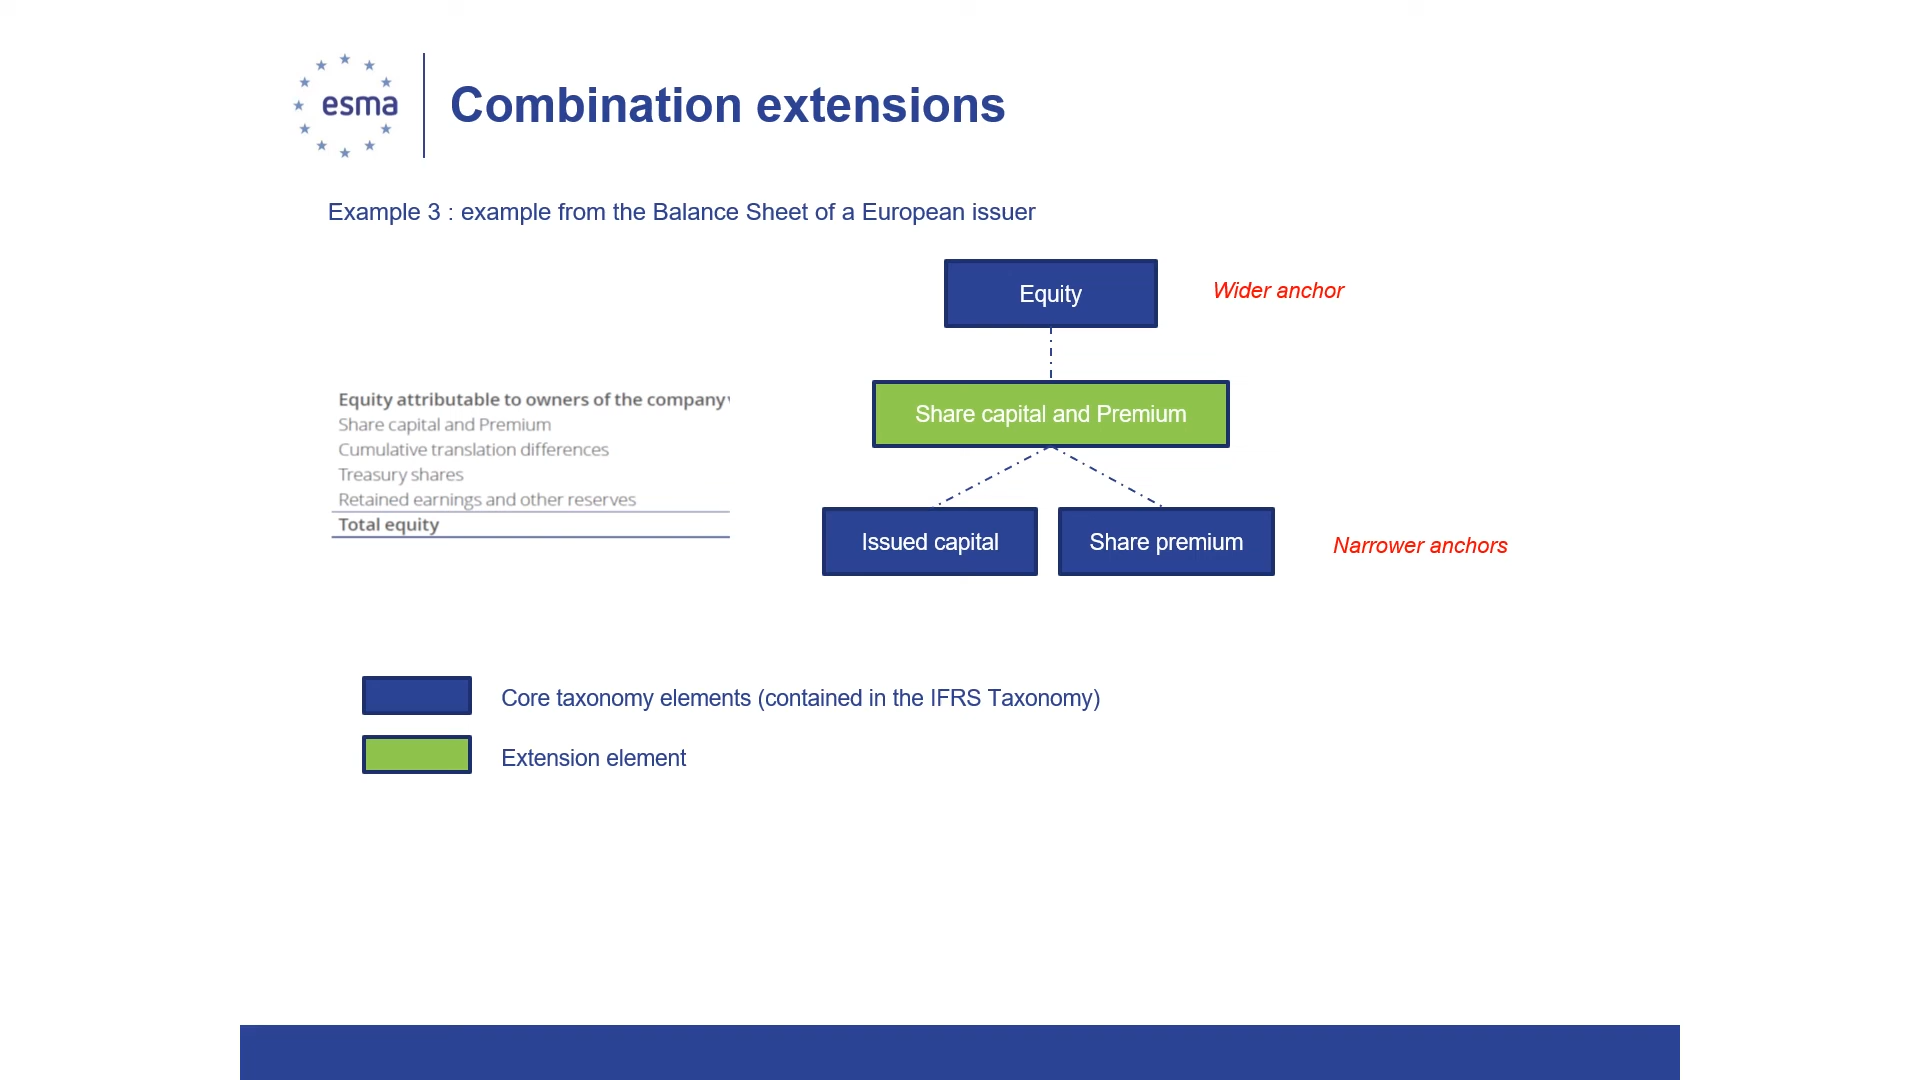 esma
Combination extensions
Example 3 : example from the Balance Sheet of a European issuer
Equity
Wider anchor
Equity attributable to owners of the company
Share capital and Premium
Cumulative translation differences
Treasury shares
Retained earnings and other reserves
Total equity
Share capital and Premium
Issued capital
Share premium
Narrower anchors
Core taxonomy elements (contained in the IFRS Taxonomy)
Extension element